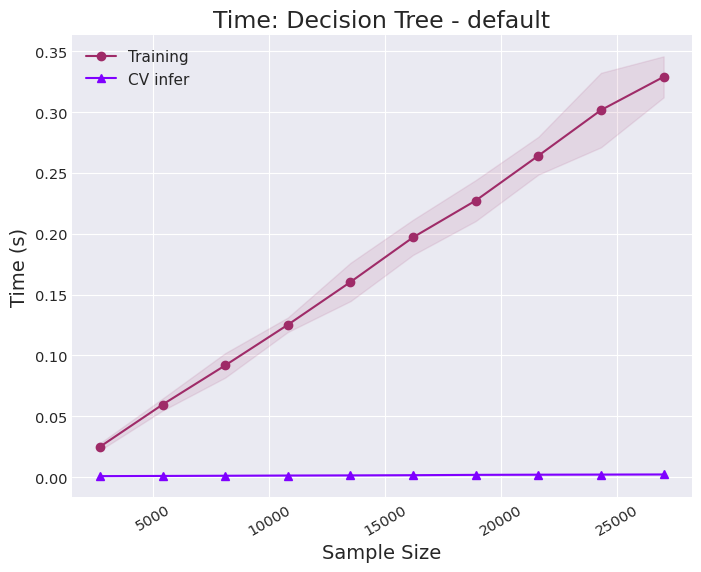 Time: Decision Tree - default
Training
CV infer
Time (s)
0.35
0.30
0.25
0.20
0.15
0.10
0.05
0.00
5000 10000 15000 20000 25000
Sample Size